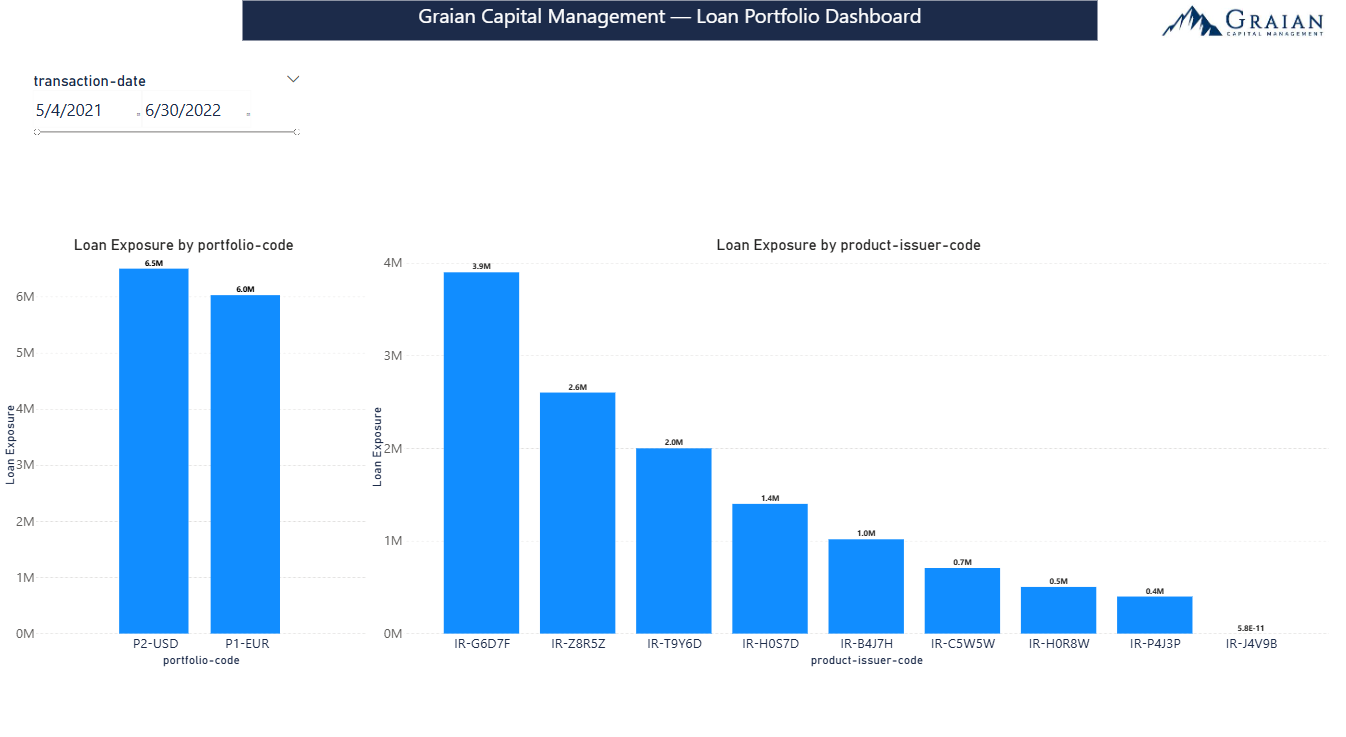 Graian Capital Management — Loan Portfolio Dashboard
GRAIAN
CAPITAL MANAGEMENT
transaction-date
5/4/2021
6/30/2022
Loan Exposure by portfolio-code
Loan Exposure
6M
5M
4M
3M
2M
1M
0M
6.5M
6.0M
P2-USD
P1-EUR
portfolio-code
Loan Exposure by product-issuer-code
Loan Exposure
4M
3M
2M
1M
0M
3.9M
2.6M
2.0M
1.4M
1.0M
0.7M
0.5M
0.4M
5.8E-11
IR-G6D7F
IR-Z8R5Z
IR-T9Y6D
IR-H0S7D
IR-B4J7H
IR-C5W5W
IR-H0R8W
IR-P4J3P
IR-J4V9B
product-issuer-code